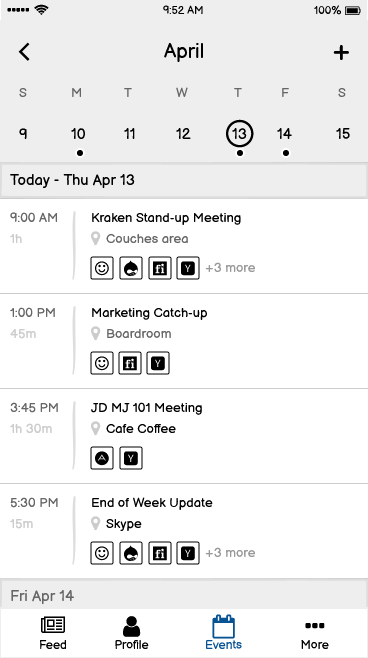 9:52 AM 100%
April +
S M T W T F S
9 10 11 12 13 14 15
Today - Thu Apr 13
9:00 AM Kraken Stand-up Meeting
1h Couches area
fi Y +3 more
1:00 PM Marketing Catch-up
45m Boardroom
fi Y
3:45 PM JD MJ 101 Meeting
1h 30m Cafe Coffee
Y
5:30 PM End of Week Update
15m Skype
fi Y +3 more
Fri Apr 14
Feed Profile Events More